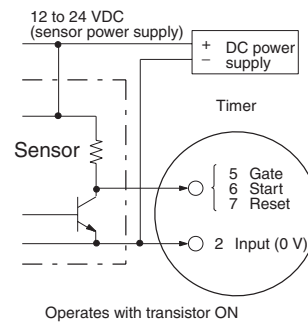 12 to 24 VDC
(sensor power supply)
+ DC power
− supply
Timer
Sensor
5 Gate
6 Start
7 Reset
2 Input (0 V)
Operates with transistor ON